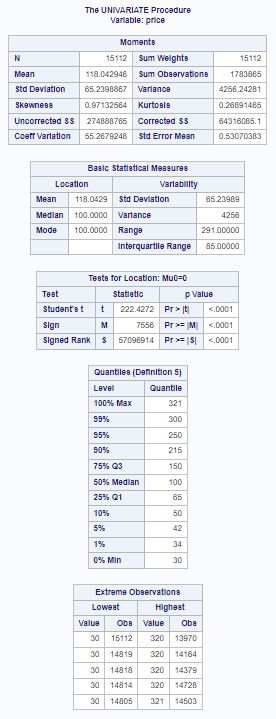 The UNIVARIATE Procedure
Variable: price
Moments
N 15112 Sum Weights 15112
Mean 118.042946 Sum Observations 1783865
Std Deviation 65.2398867 Variance 4256.24281
Skewness 0.97132564 Kurtosis 0.26891465
Uncorrected SS 274888765 Corrected SS 64316085.1
Coeff Variation 55.2679248 Std Error Mean 0.53070383
Basic Statistical Measures
Location Variability
Mean 118.0429 Std Deviation 65.23989
Median 100.0000 Variance 4256
Mode 100.0000 Range 291.00000
Interquartile Range 85.00000
Tests for Location: Mu0=0
Test Statistic p Value
Student's t t 222.4272 Pr > |t| <.0001
Sign M 7556 Pr >= |M| <.0001
Signed Rank S 57096914 Pr >= |S| <.0001
Quantiles (Definition 5)
Level Quantile
100% Max 321
99% 300
95% 250
90% 215
75% Q3 150
50% Median 100
25% Q1 65
10% 50
5% 42
1% 34
0% Min 30
Extreme Observations
Lowest Highest
Value Obs Value Obs
30 15112 320 13970
30 14819 320 14164
30 14818 320 14379
30 14814 320 14728
30 14805 321 14503